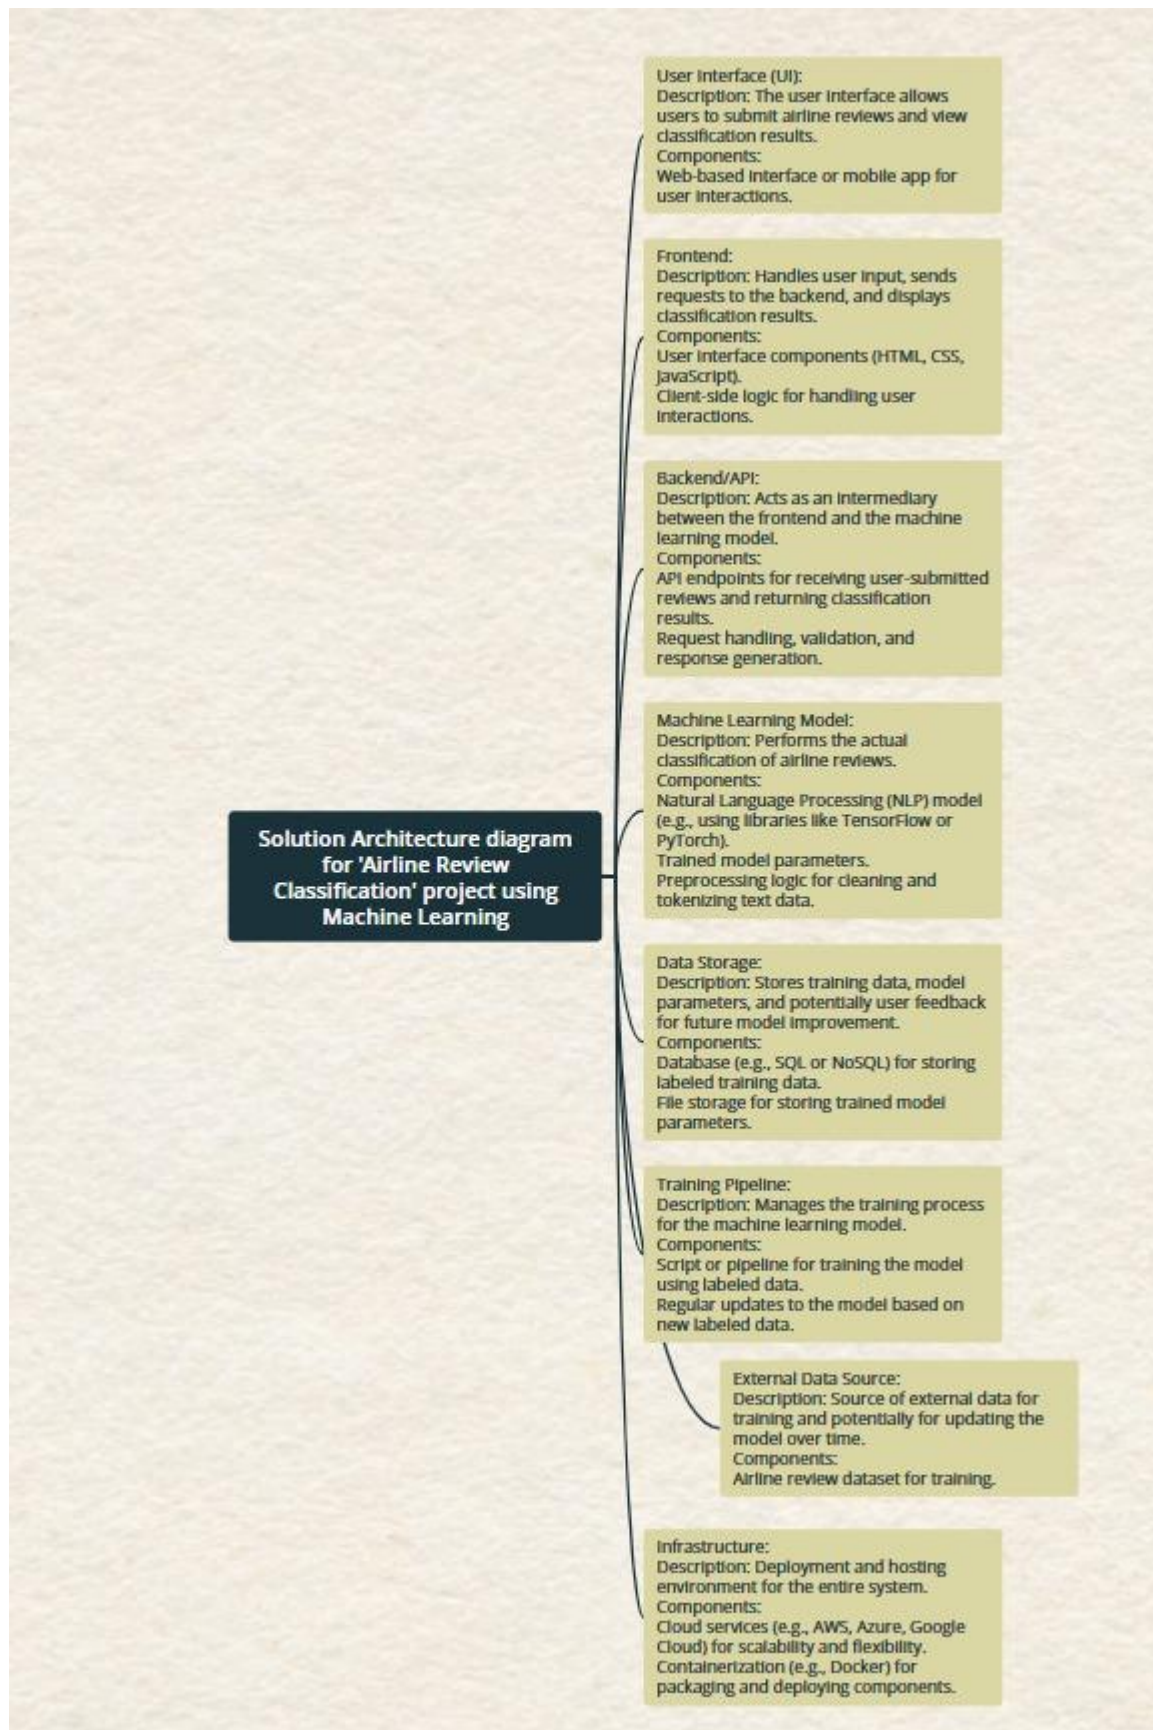 User Interface (UI):
Description: The user interface allows
users to submit airline reviews and view
classification results.
Components:
Web-based interface or mobile app for
user interactions.
Frontend:
Description: Handles user input, sends
requests to the backend, and displays
classification results.
Components:
User interface components (HTML, CSS,
JavaScript).
Client-side logic for handling user
interactions.
Backend/API:
Description: Acts as an intermediary
between the frontend and the machine
learning model.
Components:
API endpoints for receiving user-submitted
reviews and returning classification
results.
Request handling, validation, and
response generation.
Machine Learning Model:
Description: Performs the actual
classification of airline reviews.
Components:
Natural Language Processing (NLP) model
(e.g., using libraries like TensorFlow or
PyTorch).
Trained model parameters.
Preprocessing logic for cleaning and
tokenizing text data.
Solution Architecture diagram
for 'Airline Review
Classification' project using
Machine Learning
Data Storage:
Description: Stores training data, model
parameters, and potentially user feedback
for future model improvement.
Components:
Database (e.g., SQL or NoSQL) for storing
labeled training data.
File storage for storing trained model
parameters.
Training Pipeline:
Description: Manages the training process
for the machine learning model.
Components:
Script or pipeline for training the model
using labeled data.
Regular updates to the model based on
new labeled data.
External Data Source:
Description: Source of external data for
training and potentially for updating the
model over time.
Components:
Airline review dataset for training.
Infrastructure:
Description: Deployment and hosting
environment for the entire system.
Components:
Cloud services (e.g., AWS, Azure, Google
Cloud) for scalability and flexibility.
Containerization (e.g., Docker) for
packaging and deploying components.